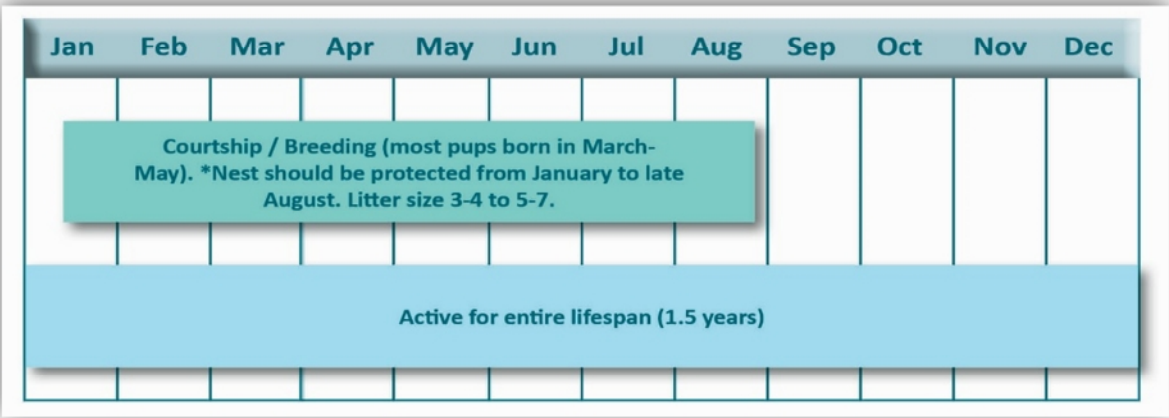 Jan Feb Mar Apr May Jun Jul Aug Sep Oct Nov Dec
Courtship / Breeding (most pups born in March-
May). *Nest should be protected from January to late
August. Litter size 3-4 to 5-7.
Active for entire lifespan (1.5 years)